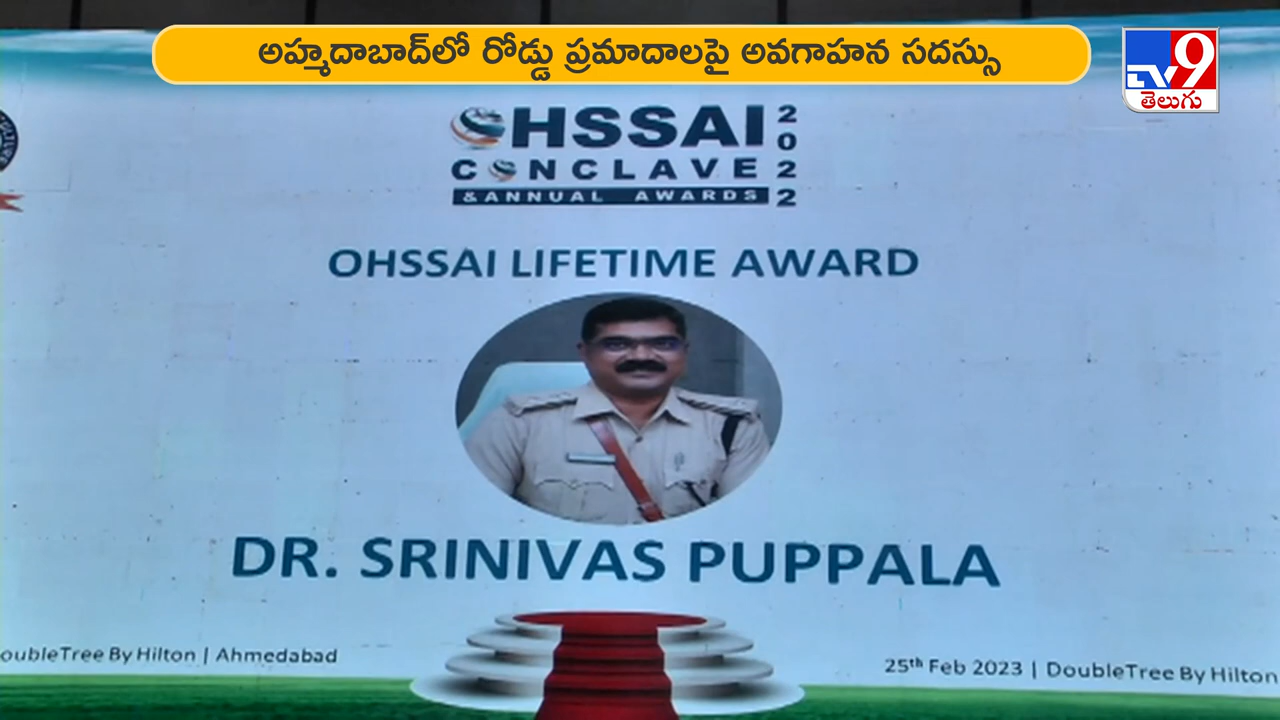 అహ్మదాబాద్‌లో రోడ్డు ప్రమాదాలపై అవగాహన సదస్సు
TV9
తెలుగు
OHSSAI 2022
CONCLAVE
& ANNUAL AWARDS
OHSSAI LIFETIME AWARD
DR. SRINIVAS PUPPALA
oubleTree By Hilton | Ahmedabad
25th Feb 2023 | DoubleTree By Hilton